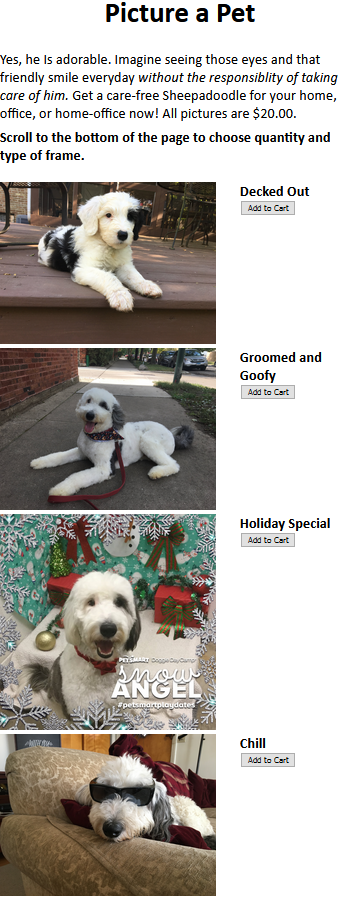 Picture a Pet
Yes, he Is adorable. Imagine seeing those eyes and that
friendly smile everyday without the responsiblity of taking
care of him. Get a care-free Sheepadoodle for your home,
office, or home-office now! All pictures are $20.00.
Scroll to the bottom of the page to choose quantity and
type of frame.
Decked Out
Add to Cart
Groomed and
Goofy
Add to Cart
Holiday Special
Add to Cart
PETSMART Doggie Day Camp
snow
ANGEL
#petsmartplaydates
Chill
Add to Cart